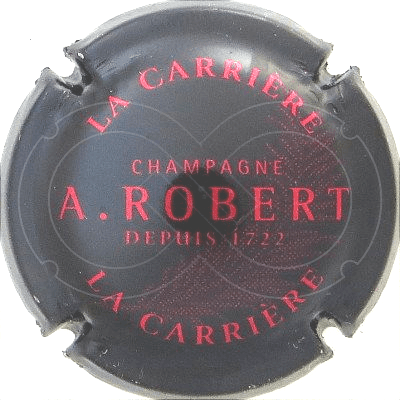 LA CARRIÈRE
CHAMPAGNE
A. ROBERT
DEPUIS 1722
LA CARRIÈRE